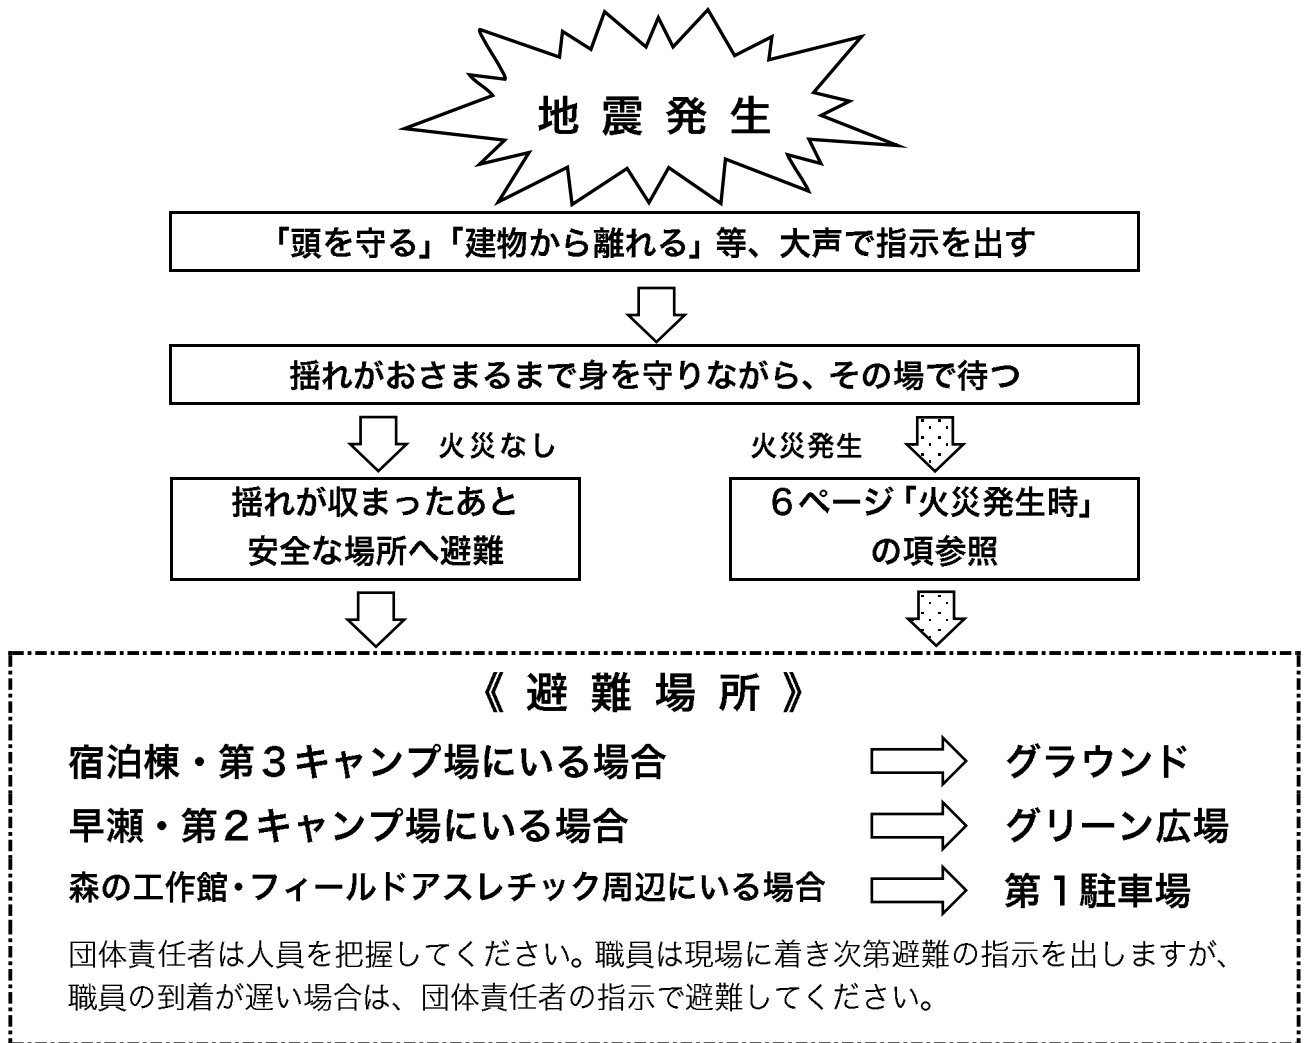 地震発生
「頭を守る」「建物から離れる」等、大声で指示を出す
揺れがおさまるまで身を守りながら、その場で待つ
火災なし
火災発生
揺れが収まったあと
安全な場所へ避難
６ページ「火災発生時」
の項参照
《避難場所》
宿泊棟・第３キャンプ場にいる場合
グラウンド
早瀬・第２キャンプ場にいる場合
グリーン広場
森の工作館・フィールドアスレチック周辺にいる場合
第１駐車場
団体責任者は人員を把握してください。職員は現場に着き次第避難の指示を出しますが、
職員の到着が遅い場合は、団体責任者の指示で避難してください。